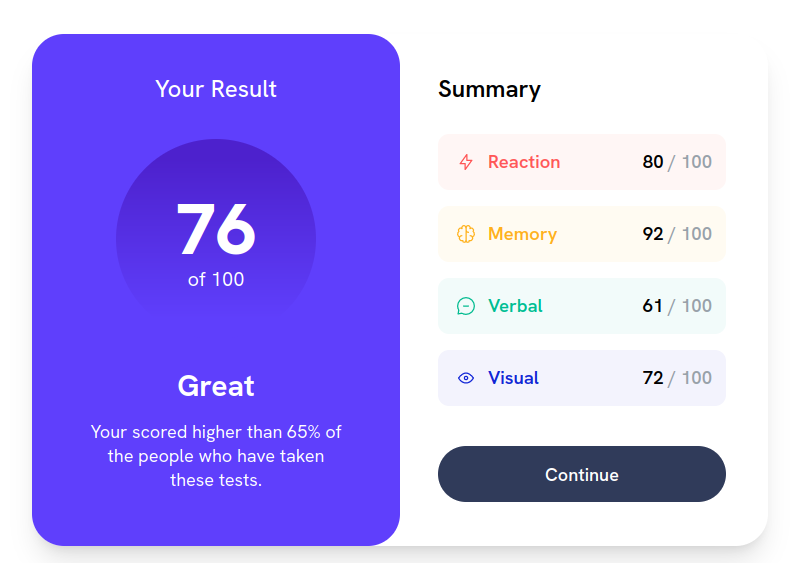 Your Result
76
of 100
Great
Your scored higher than 65% of
the people who have taken
these tests.
Summary
Reaction 80 / 100
Memory 92 / 100
Verbal 61 / 100
Visual 72 / 100
Continue